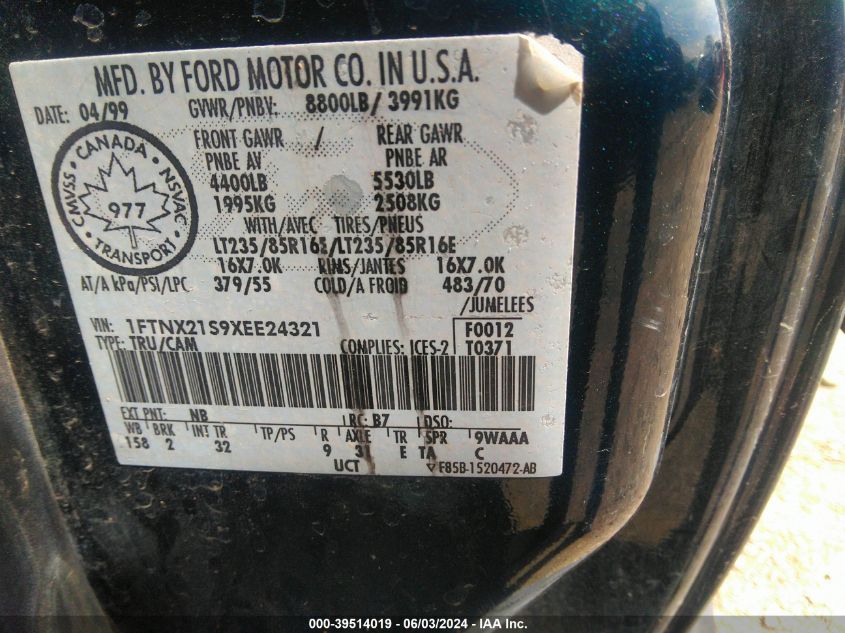 MFD. BY FORD MOTOR CO. IN U.S.A.
DATE: 04/99 GVWR/PNBV: 8800LB/ 3991KG
FRONT GAWR / REAR GAWR
PNBE AV PNBE AR
4400LB 5530LB
1995KG 2508KG
WITH/AVEC TIRES/PNEUS
LT235/85R16E/LT235/85R16E
16X7.0K RIMS/JANTES 16X7.0K
AT/A kPa/PSI/LPC 379/55 COLD/A FROID 483/70
/JUMELEES
CANADA
CMVSS • NSVAC
977
TRANSPORT
VIN: 1FTNX21S9XEE24321 F0012
TYPE: TRU/CAM COMPLIES: ICES-2 T0371
EXT PNT: NB RC: B7 DSO:
WB BRK INT TR TP/PS R AXLE TR SPR 9WAAA
158 2 32 9 31 E TA C
UCT F85B-1520472-AB
000-39514019 - 06/03/2024 - IAA Inc.